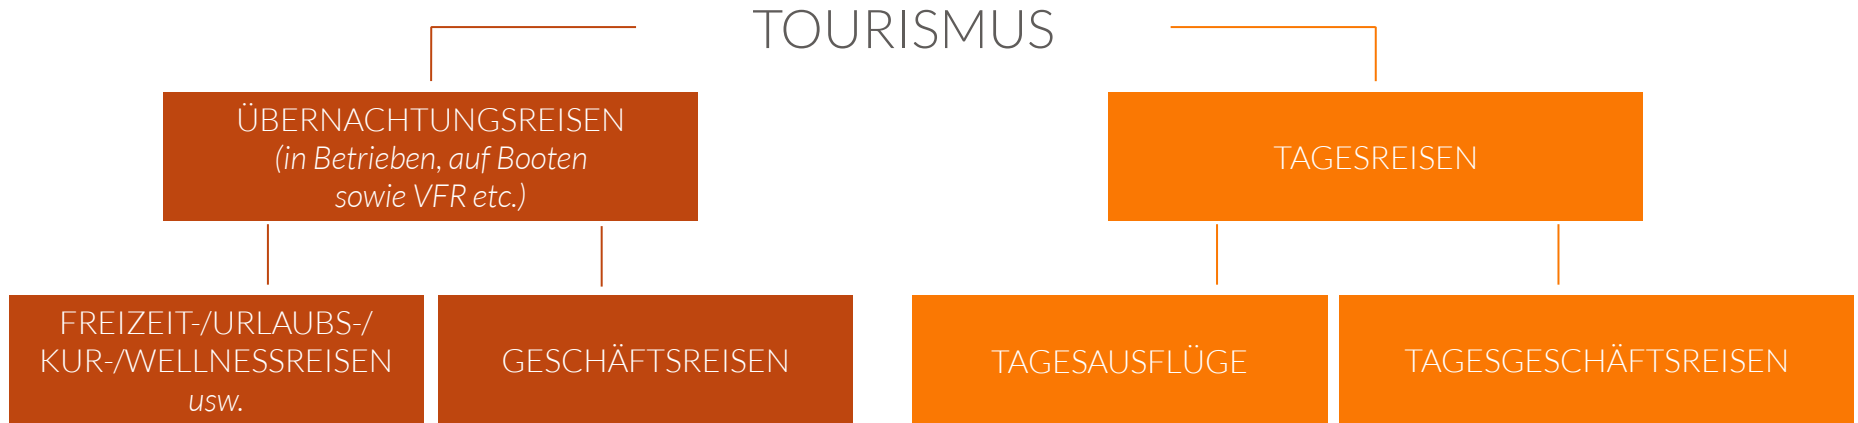 TOURISMUS
ÜBERNACHTUNGSREISEN
(in Betrieben, auf Booten
sowie VFR etc.)
TAGESREISEN
FREIZEIT-/URLAUBS-/
KUR-/WELLNESSREISEN
usw.
GESCHÄFTSREISEN
TAGESAUSFLÜGE
TAGESGESCHÄFTSREISEN